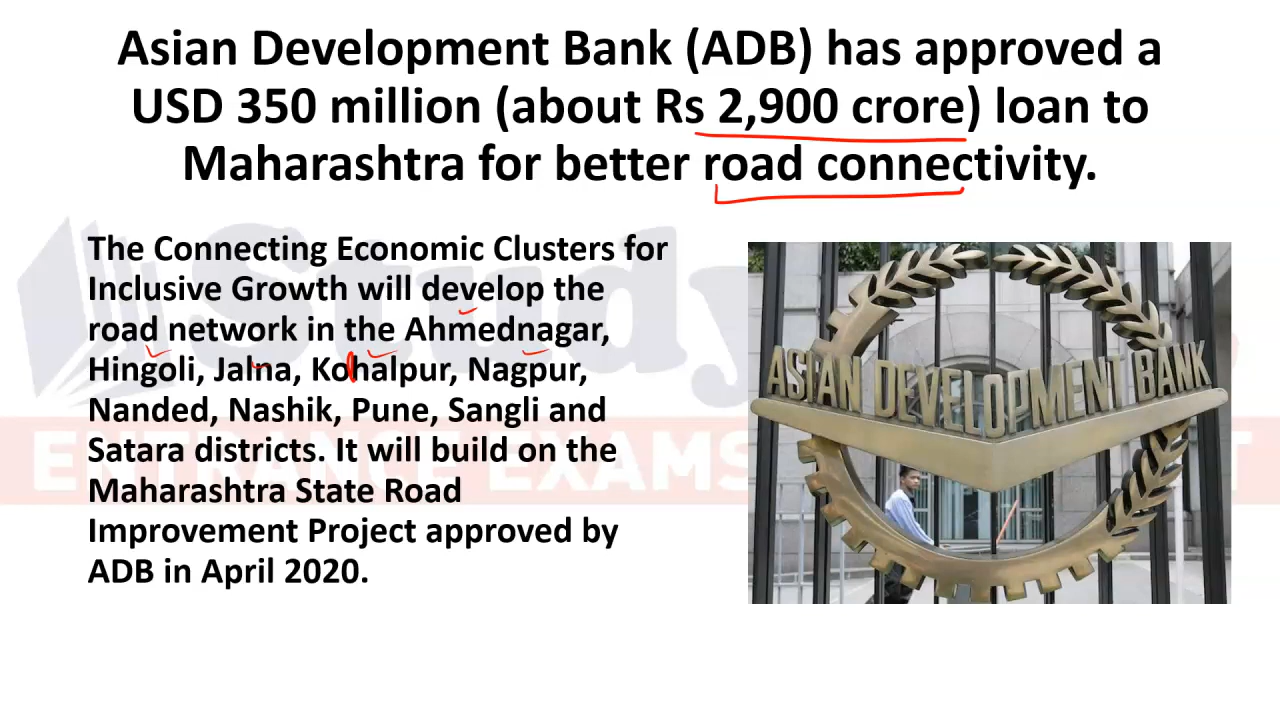 Asian Development Bank (ADB) has approved a
USD 350 million (about Rs 2,900 crore) loan to
Maharashtra for better road connectivity.
The Connecting Economic Clusters for
Inclusive Growth will develop the
road network in the Ahmednagar,
Hingoli, Jalna, Kohalpur, Nagpur,
Nanded, Nashik, Pune, Sangli and
Satara districts. It will build on the
Maharashtra State Road
Improvement Project approved by
ADB in April 2020.
ASIAN DEVELOPMENT BANK
Study
ENTRANCE EXAMS